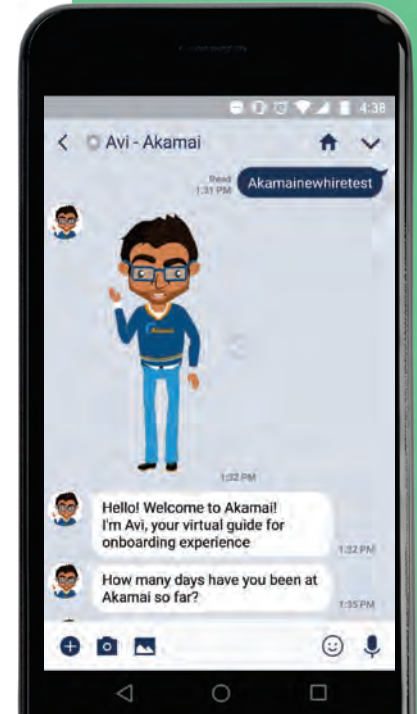 4:38
Avi - Akamai
Read
1:31 PM
Akamainewhiretest
Akamai
1:32 PM
Hello! Welcome to Akamai!
I'm Avi, your virtual guide for
onboarding experience
1:32 PM
How many days have you been at
Akamai so far?
1:35 PM